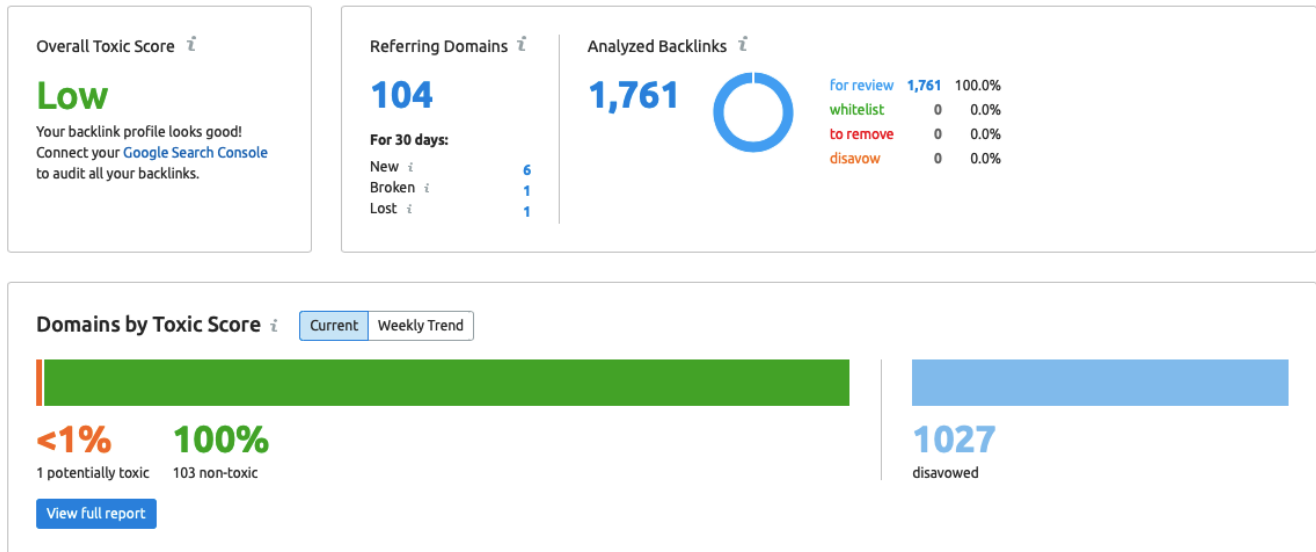 Overall Toxic Score i
Low
Your backlink profile looks good!
Connect your Google Search Console
to audit all your backlinks.
Referring Domains i
104
For 30 days:
New i 6
Broken i 1
Lost i 1
Analyzed Backlinks i
1,761
for review 1,761 100.0%
whitelist 0 0.0%
to remove 0 0.0%
disavow 0 0.0%
Domains by Toxic Score i Current Weekly Trend
<1% 100% 1027
1 potentially toxic 103 non-toxic disavowed
View full report